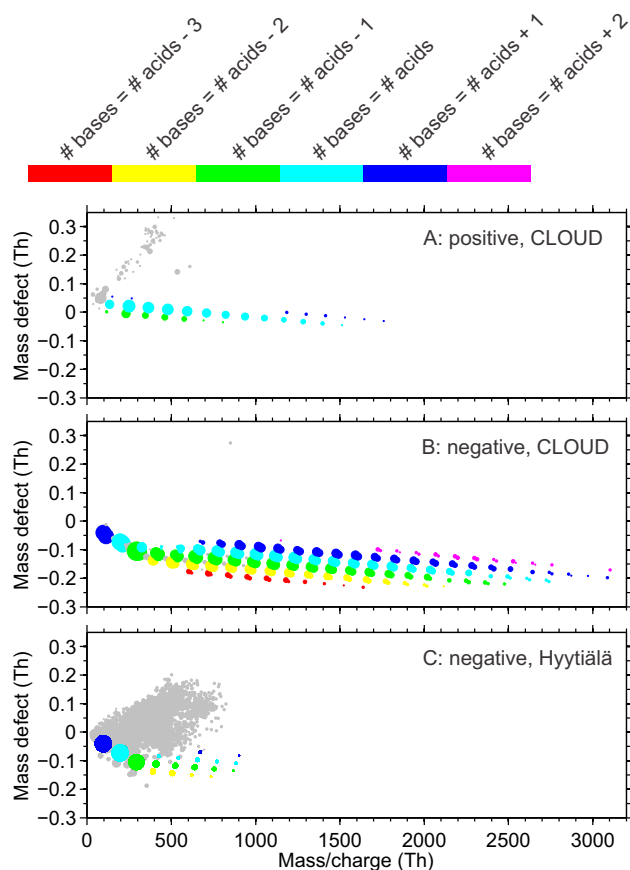 # bases = # acids - 3
# bases = # acids - 2
# bases = # acids - 1
# bases = # acids
# bases = # acids + 1
# bases = # acids + 2
A: positive, CLOUD
Mass defect (Th)
0.3
0.2
0.1
0
−0.1
−0.2
−0.3
B: negative, CLOUD
Mass defect (Th)
0.3
0.2
0.1
0
−0.1
−0.2
−0.3
C: negative, Hyytiälä
Mass defect (Th)
0.3
0.2
0.1
0
−0.1
−0.2
−0.3
0 500 1000 1500 2000 2500 3000
Mass/charge (Th)